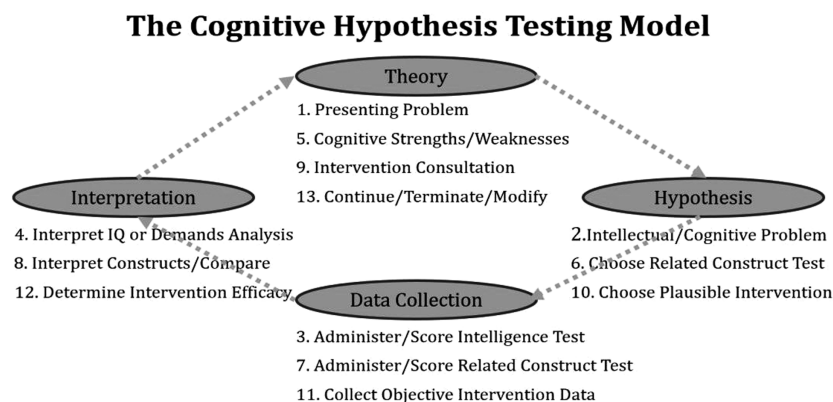 The Cognitive Hypothesis Testing Model
Theory
1. Presenting Problem
5. Cognitive Strengths/Weaknesses
9. Intervention Consultation
13. Continue/Terminate/Modify
Hypothesis
2.Intellectual/Cognitive Problem
6. Choose Related Construct Test
10. Choose Plausible Intervention
Data Collection
3. Administer/Score Intelligence Test
7. Administer/Score Related Construct Test
11. Collect Objective Intervention Data
Interpretation
4. Interpret IQ or Demands Analysis
8. Interpret Constructs/Compare
12. Determine Intervention Efficacy